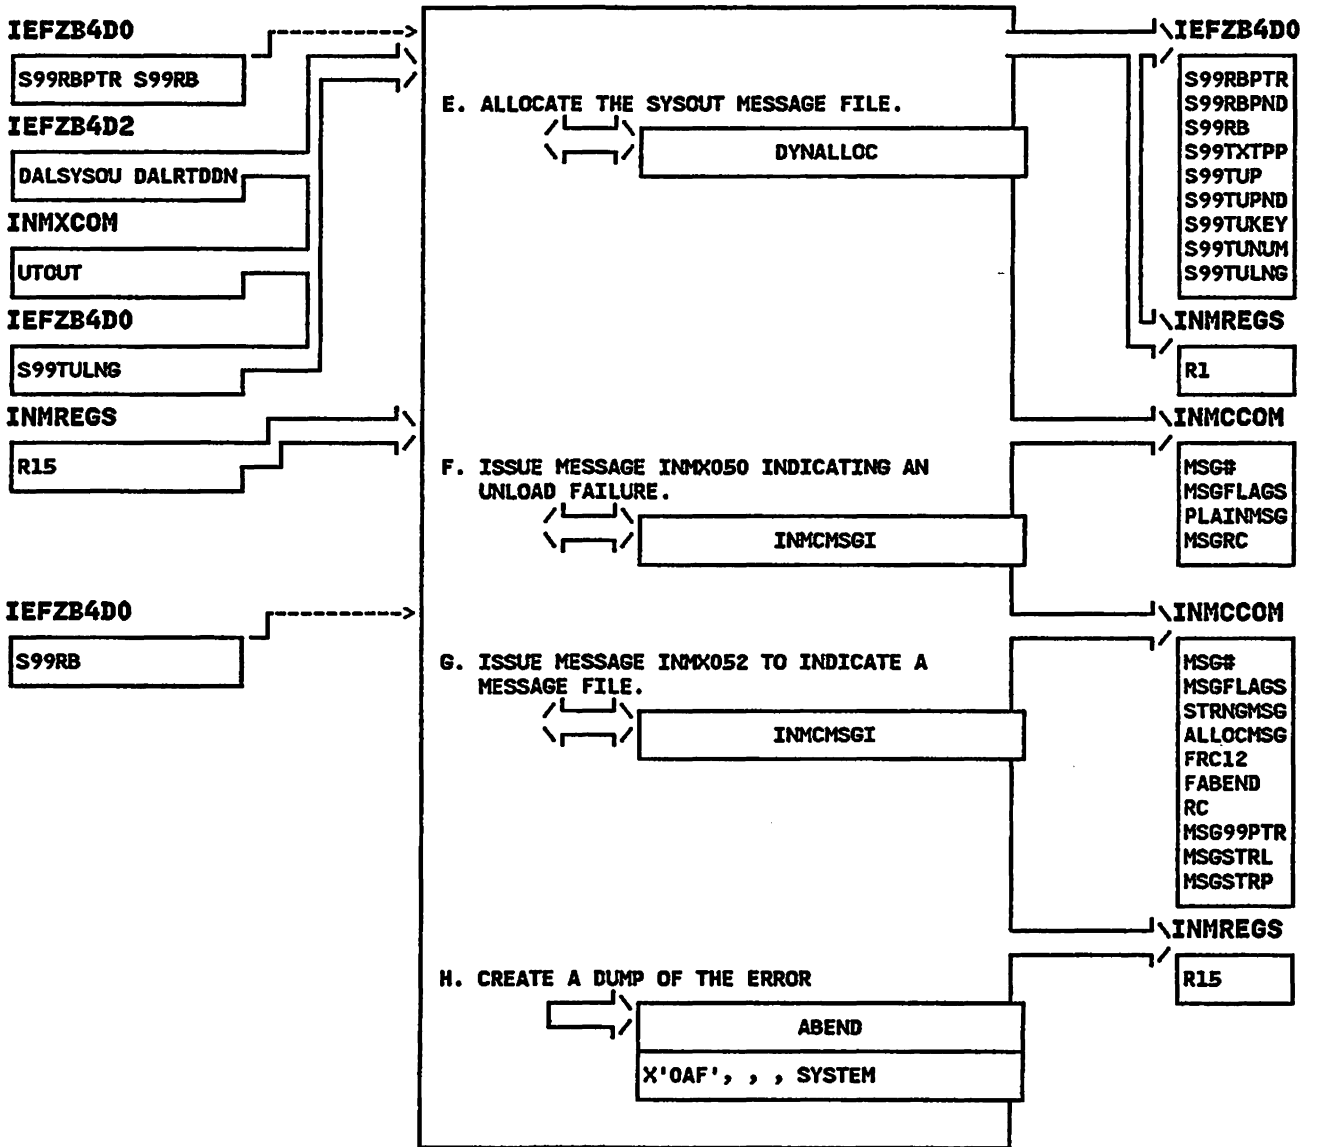 IEFZB4D0
S99RBPTR S99RB
IEFZB4D2
DALSYSOU DALRTDDN
INMXCOM
UTOUT
IEFZB4D0
S99TULNG
INMREGS
R15
IEFZB4D0
S99RB
E. ALLOCATE THE SYSOUT MESSAGE FILE.
DYNALLOC
F. ISSUE MESSAGE INMX050 INDICATING AN
UNLOAD FAILURE.
INMCMSGI
G. ISSUE MESSAGE INMX052 TO INDICATE A
MESSAGE FILE.
INMCMSGI
H. CREATE A DUMP OF THE ERROR
ABEND
X'0AF', , , SYSTEM
IEFZB4D0
S99RBPTR
S99RBPND
S99RB
S99TXTPP
S99TUP
S99TUPND
S99TUKEY
S99TUNUM
S99TULNG
INMREGS
R1
INMCCOM
MSG#
MSGFLAGS
PLAINMSG
MSGRC
INMCCOM
MSG#
MSGFLAGS
STRNGMSG
ALLOCMSG
FRC12
FABEND
RC
MSG99PTR
MSGSTRL
MSGSTRP
INMREGS
R15